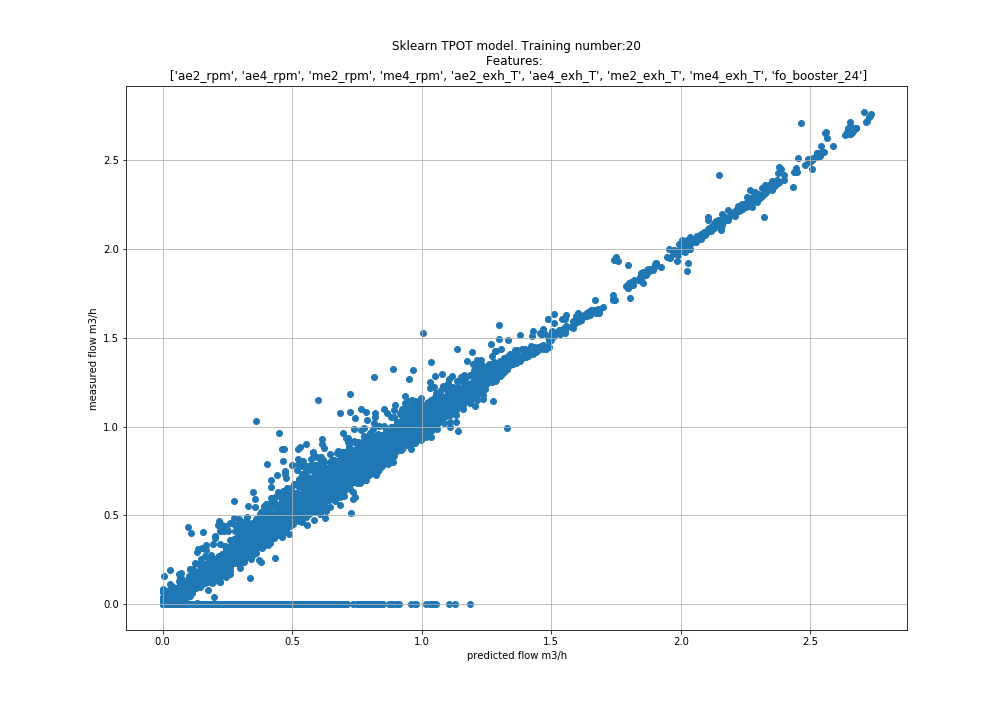 Sklearn TPOT model. Training number:20
Features:
['ae2_rpm', 'ae4_rpm', 'me2_rpm', 'me4_rpm', 'ae2_exh_T', 'ae4_exh_T', 'me2_exh_T', 'me4_exh_T', 'fo_booster_24']
measured flow m3/h
2.5
2.0
1.5
1.0
0.5
0.0
0.0 0.5 1.0 1.5 2.0 2.5
predicted flow m3/h